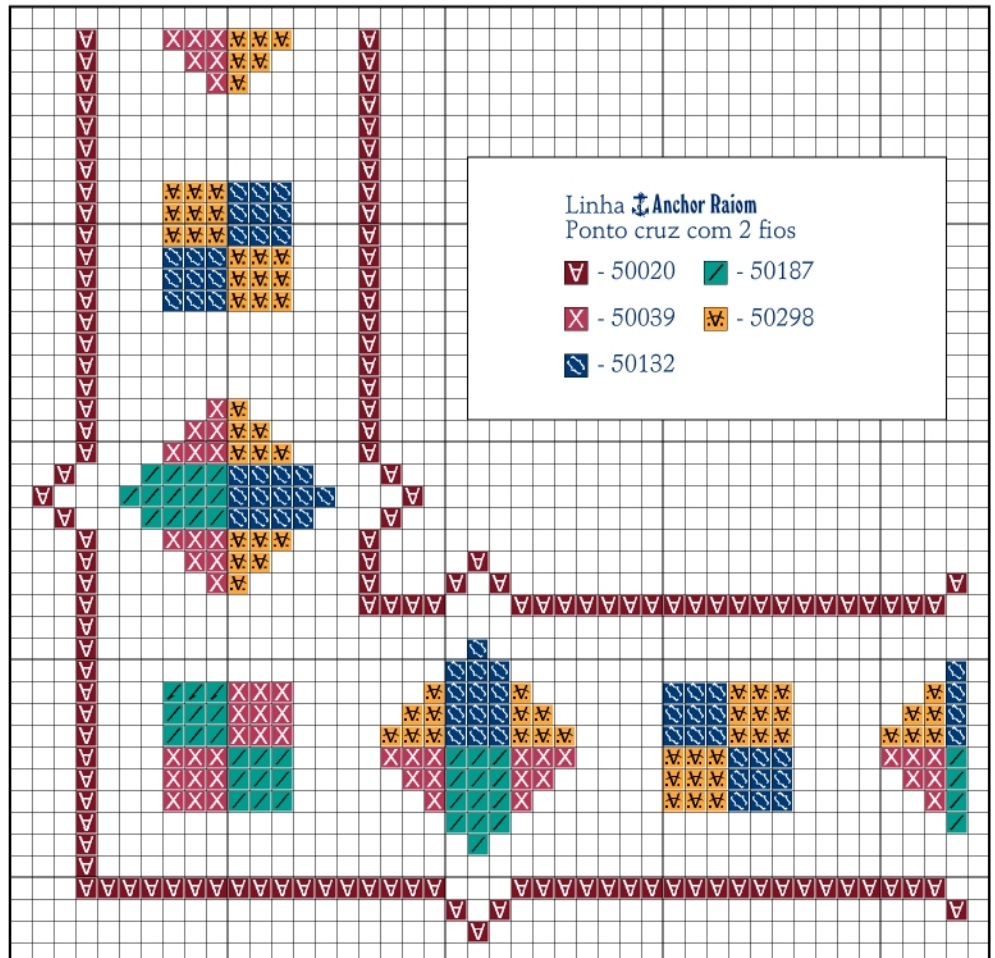 Linha Anchor Raiom
Ponto cruz com 2 fios
- 50020 - 50187
- 50039 - 50298
- 50132